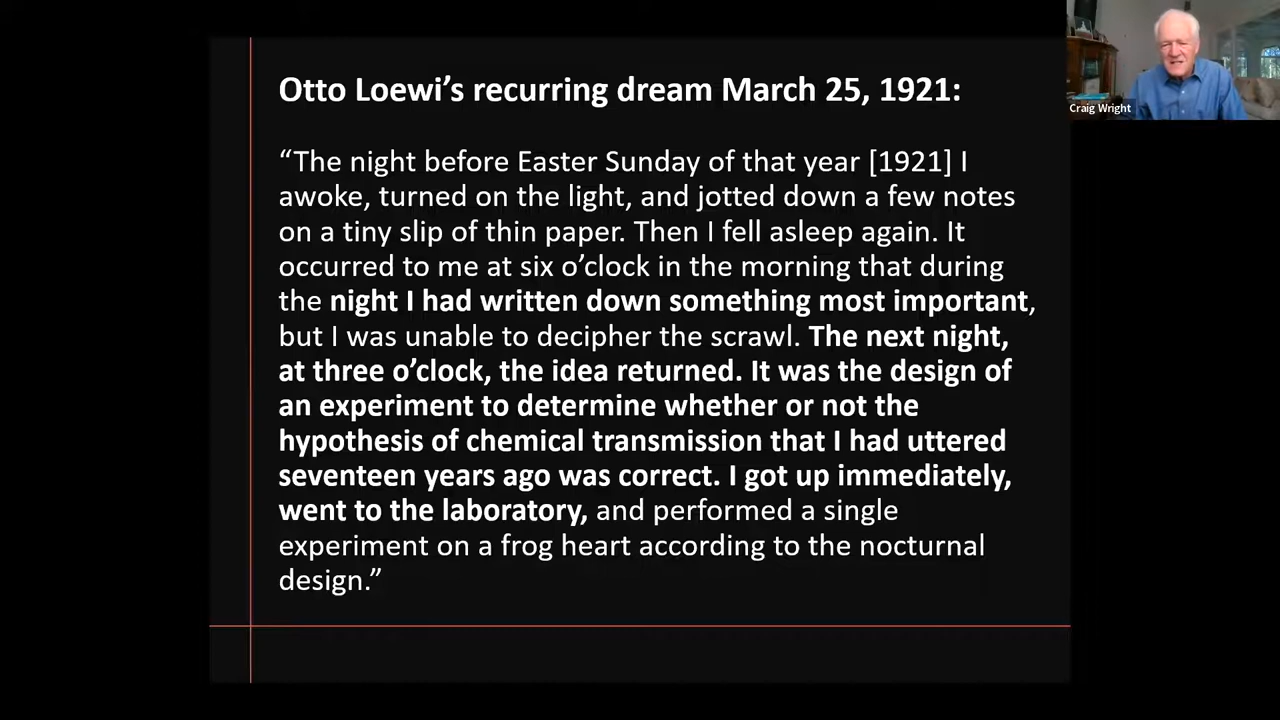 Otto Loewi’s recurring dream March 25, 1921:
“The night before Easter Sunday of that year [1921] I
awoke, turned on the light, and jotted down a few notes
on a tiny slip of thin paper. Then I fell asleep again. It
occurred to me at six o’clock in the morning that during
the night I had written down something most important,
but I was unable to decipher the scrawl. The next night,
at three o’clock, the idea returned. It was the design of
an experiment to determine whether or not the
hypothesis of chemical transmission that I had uttered
seventeen years ago was correct. I got up immediately,
went to the laboratory, and performed a single
experiment on a frog heart according to the nocturnal
design.”
Craig Wright